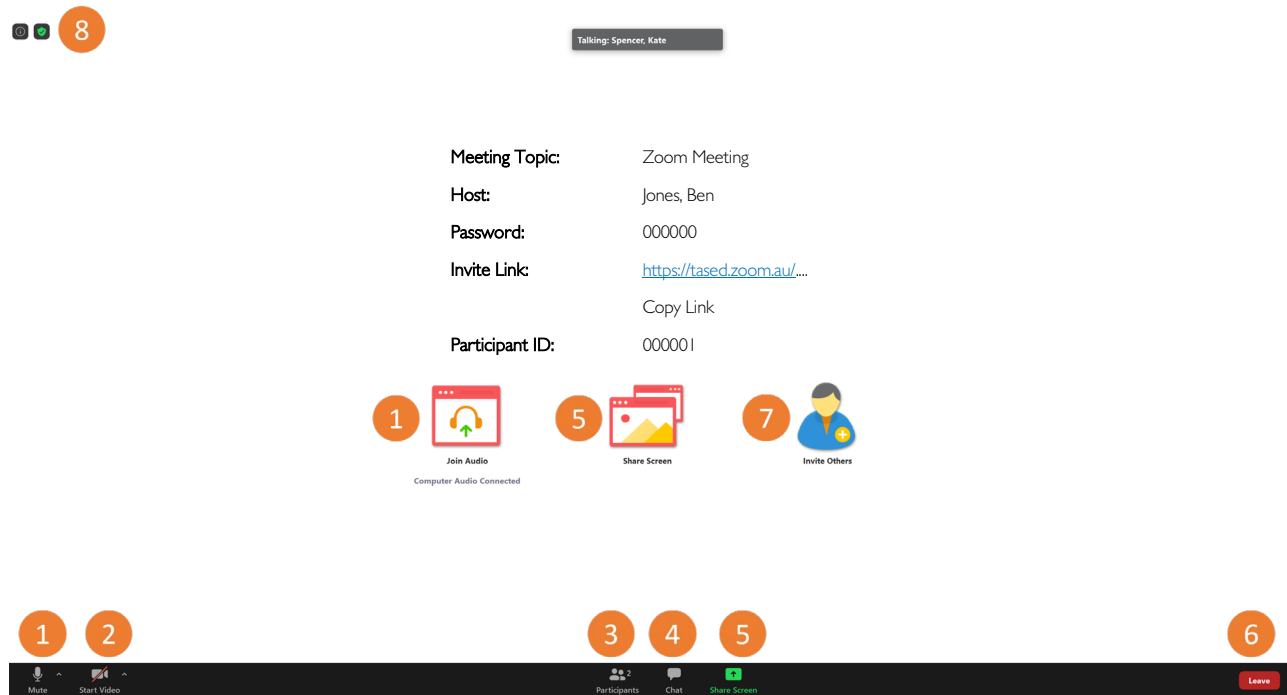 8
Talking: Spencer, Kate
Meeting Topic: Zoom Meeting
Host: Jones, Ben
Password: 000000
Invite Link: https://tased.zoom.au/....
Copy Link
Participant ID: 000001
1 5 7
Join Audio Share Screen Invite Others
Computer Audio Connected
1 2 3 4 5 6
2
Mute Start Video Participants Chat Share Screen Leave